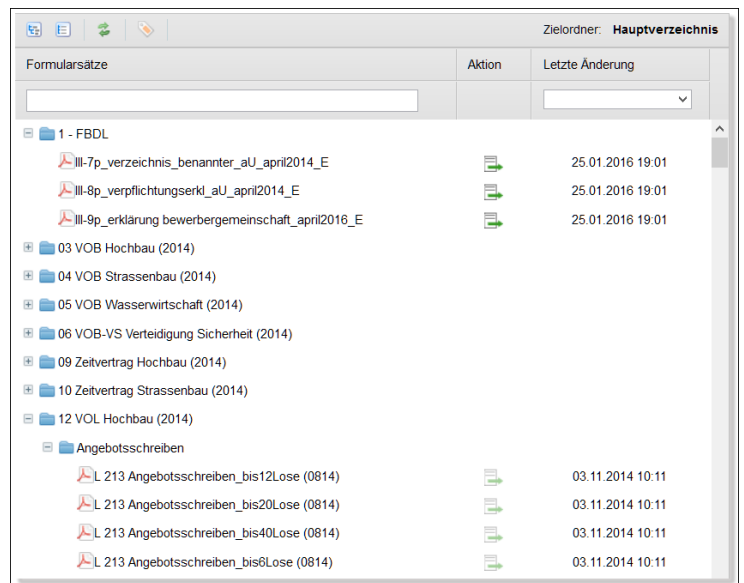 Zielordner: Hauptverzeichnis
Formularsätze Aktion Letzte Änderung
1 - FBDL
III-7p_verzeichnis_benannter_aU_april2014_E 25.01.2016 19:01
III-8p_verpflichtungserkl_aU_april2014_E 25.01.2016 19:01
III-9p_erklärung bewerbergemeinschaft_april2016_E 25.01.2016 19:01
03 VOB Hochbau (2014)
04 VOB Strassenbau (2014)
05 VOB Wasserwirtschaft (2014)
06 VOB-VS Verteidigung Sicherheit (2014)
09 Zeitvertrag Hochbau (2014)
10 Zeitvertrag Strassenbau (2014)
12 VOL Hochbau (2014)
Angebotsschreiben
L 213 Angebotsschreiben_bis12Lose (0814) 03.11.2014 10:11
L 213 Angebotsschreiben_bis20Lose (0814) 03.11.2014 10:11
L 213 Angebotsschreiben_bis40Lose (0814) 03.11.2014 10:11
L 213 Angebotsschreiben_bis6Lose (0814) 03.11.2014 10:11